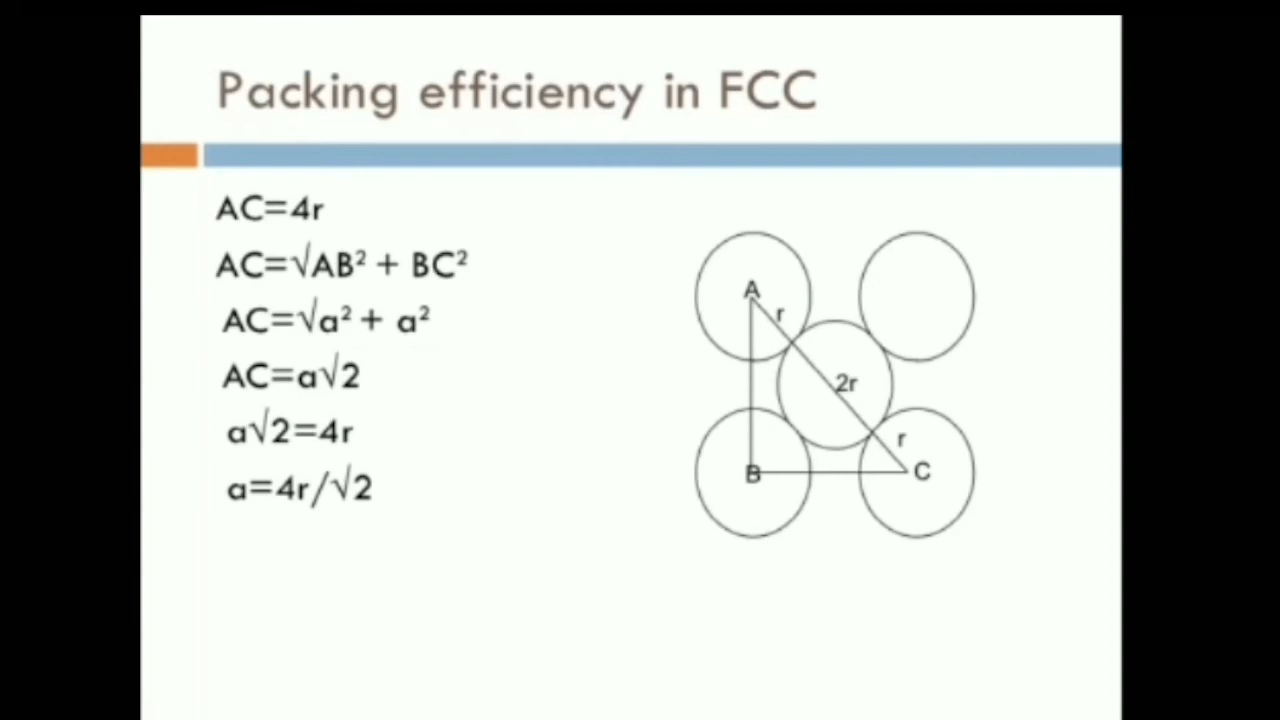 Packing efficiency in FCC
AC=4r
AC=√AB² + BC²
AC=√a² + a²
AC=a√2
a√2=4r
a=4r/√2
A
r
2r
r
B
C